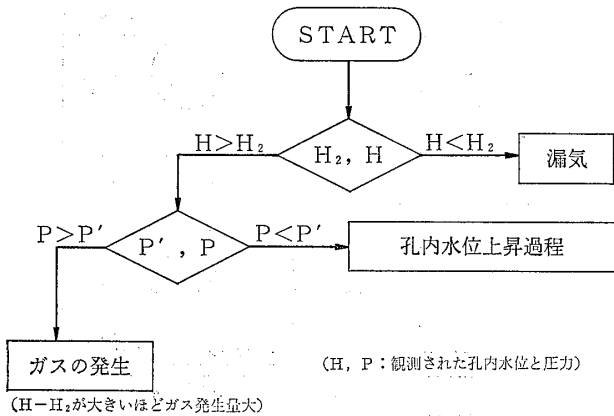 START
H>H₂
H₂, H
H<H₂
漏気
P>P′
P′, P
P<P′
孔内水位上昇過程
ガスの発生
(H, P:観測された孔内水位と圧力)
(H−H₂が大きいほどガス発生量大)